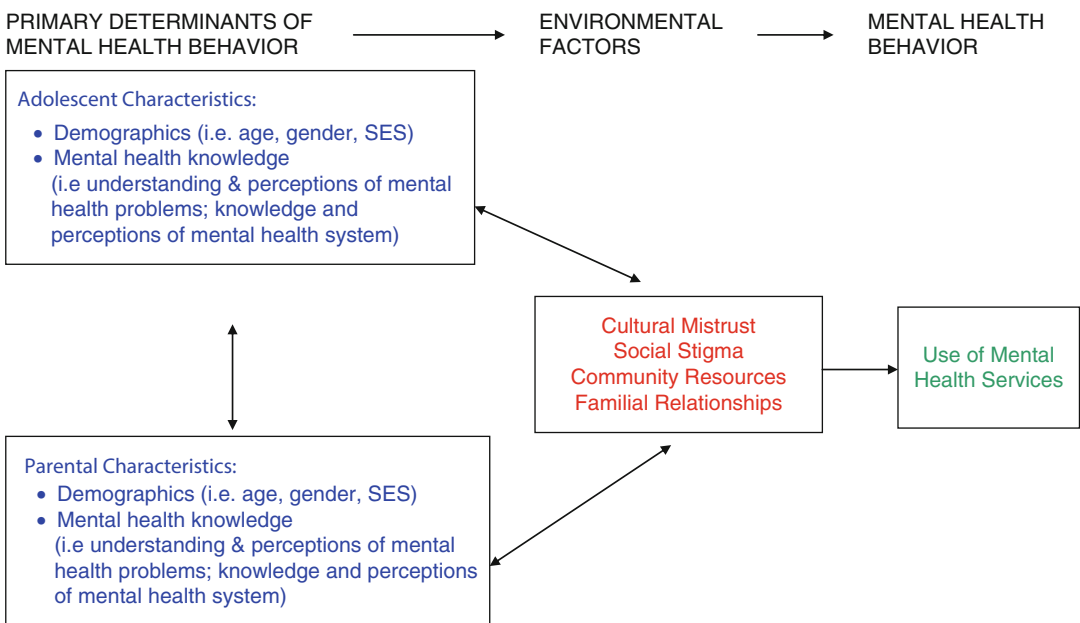 PRIMARY DETERMINANTS OF
MENTAL HEALTH BEHAVIOR
ENVIRONMENTAL
FACTORS
MENTAL HEALTH
BEHAVIOR
Adolescent Characteristics:
• Demographics (i.e. age, gender, SES)
• Mental health knowledge
(i.e understanding & perceptions of mental
health problems; knowledge and
perceptions of mental health system)
Cultural Mistrust
Social Stigma
Community Resources
Familial Relationships
Use of Mental
Health Services
Parental Characteristics:
• Demographics (i.e. age, gender, SES)
• Mental health knowledge
(i.e understanding & perceptions of mental
health problems; knowledge and perceptions
of mental health system)